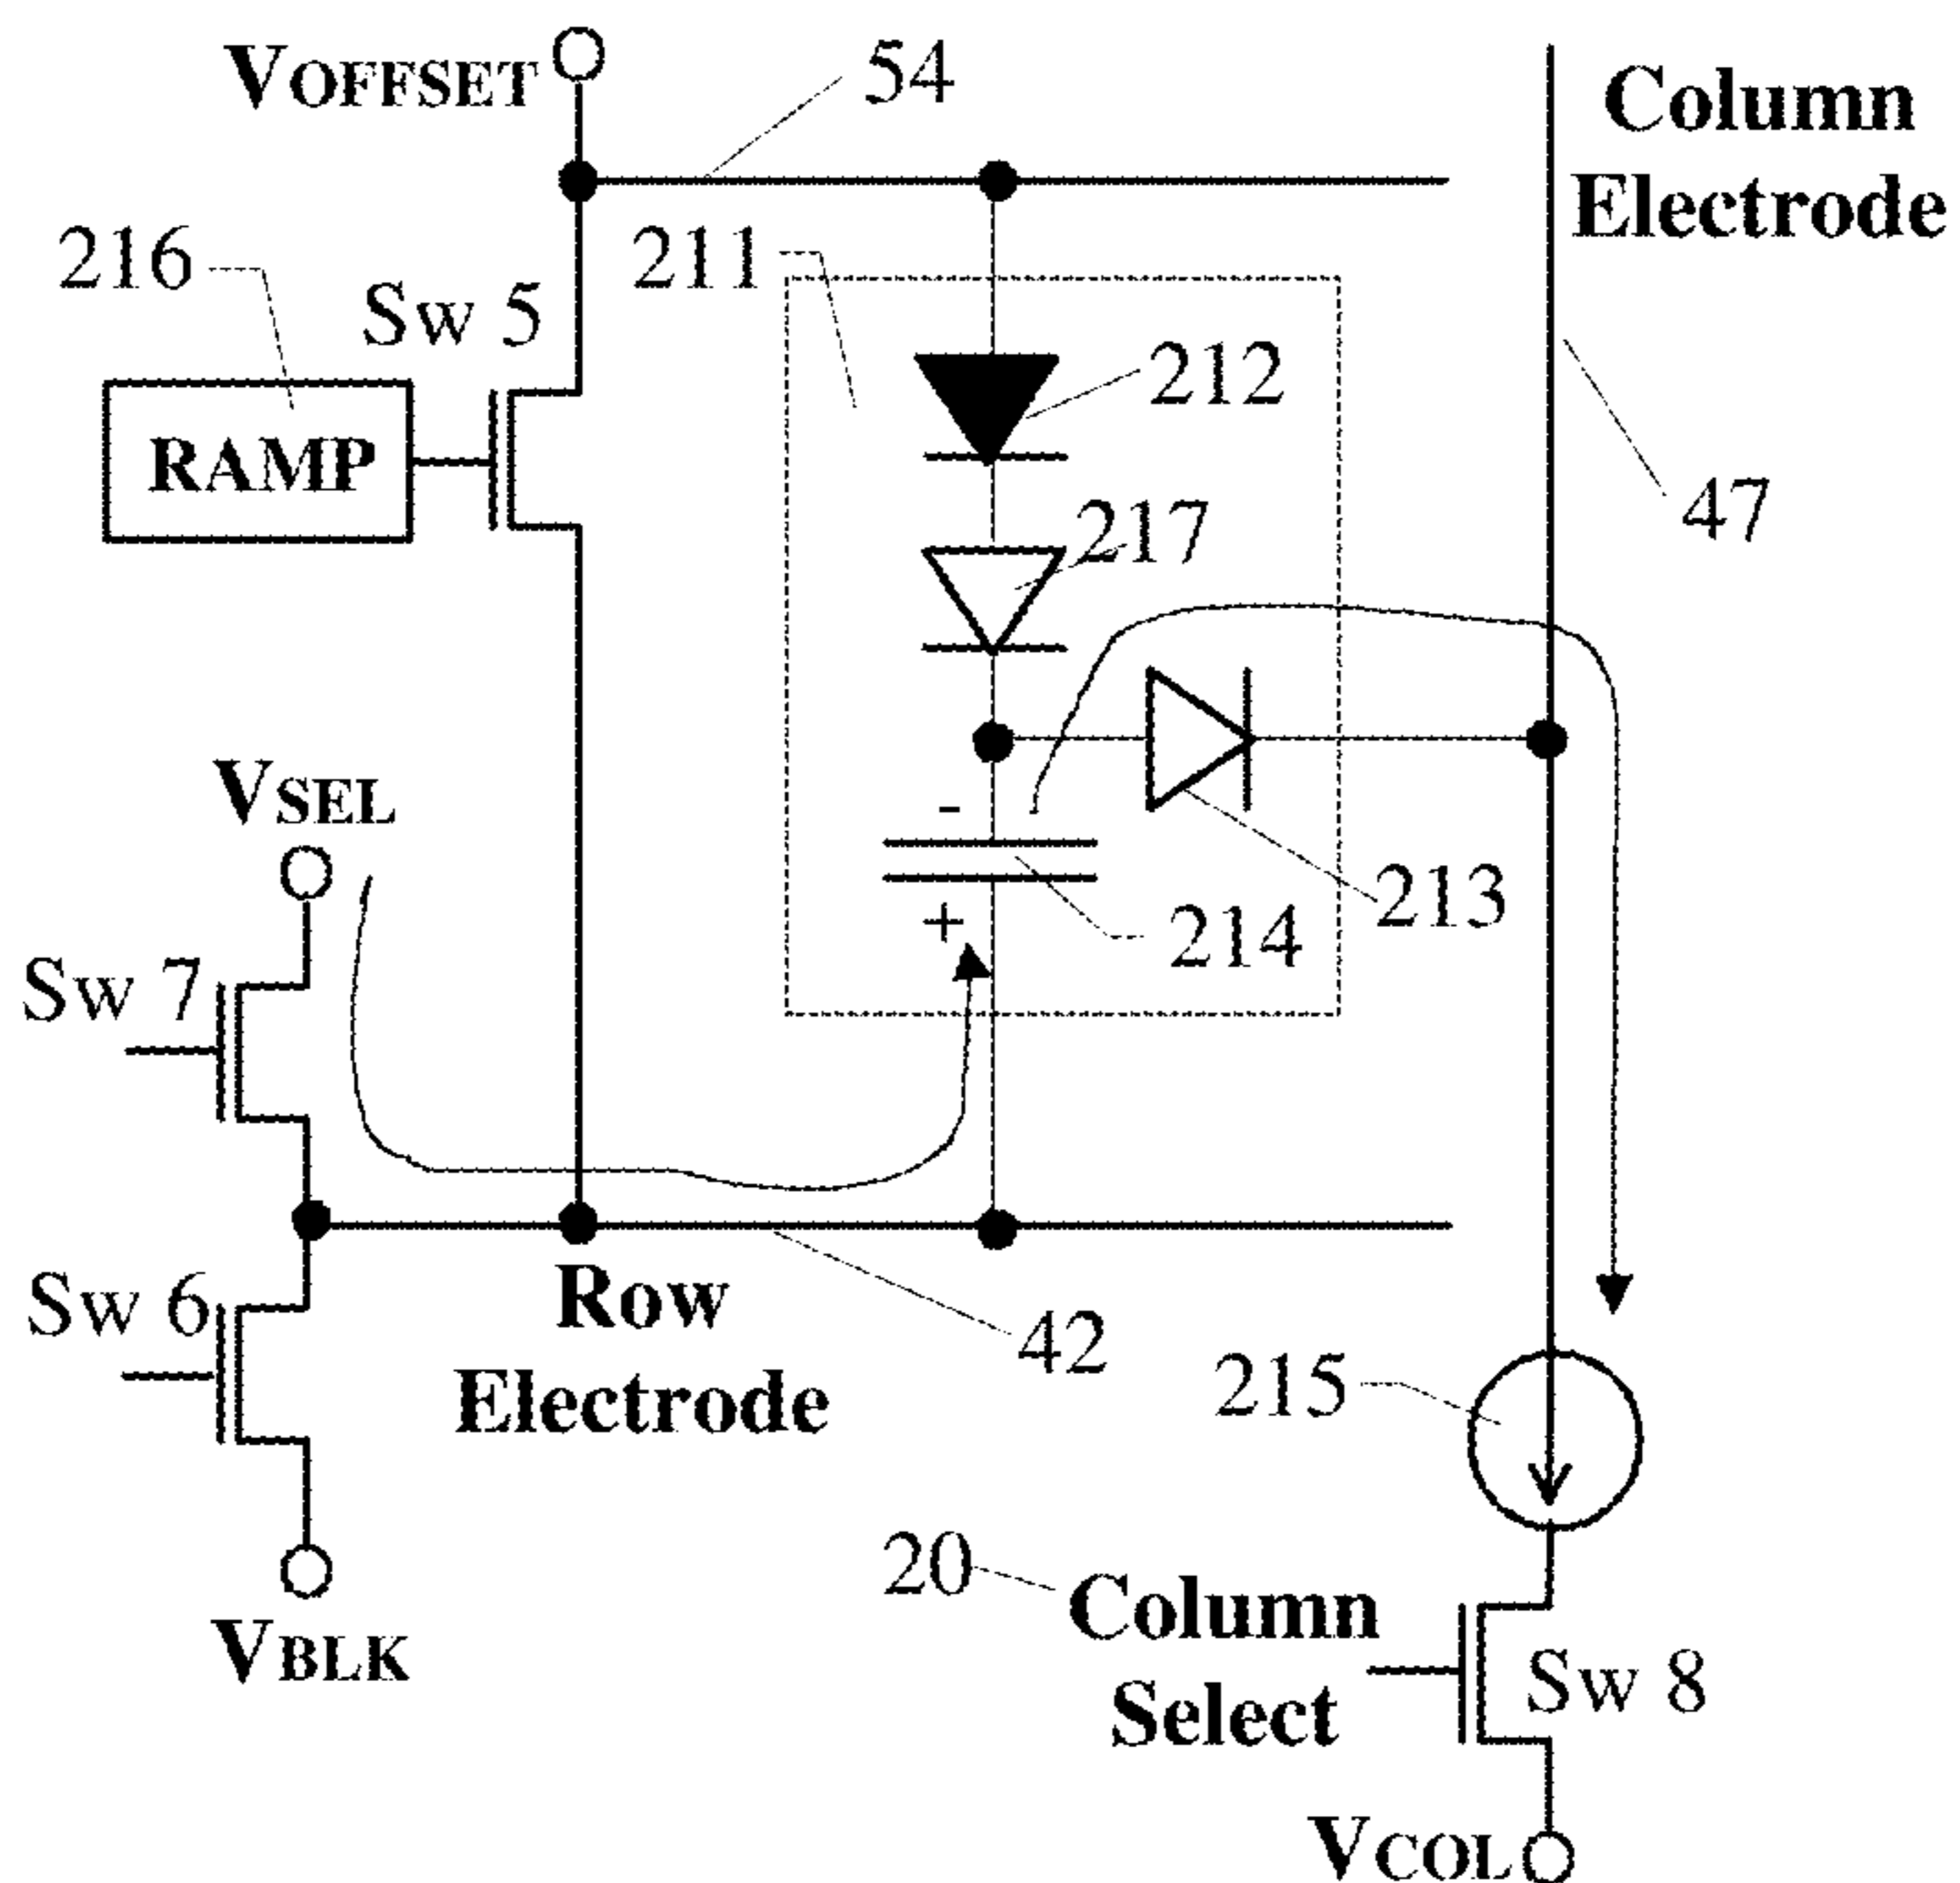 VOFFSET
54
Column
Electrode
216
Sw 5
211
212
RAMP
217
47
VSEL
-
+
213
214
Sw 7
Sw 6
Row
Electrode
42
215
20
Column
Select
Sw 8
VBLK
VCOL